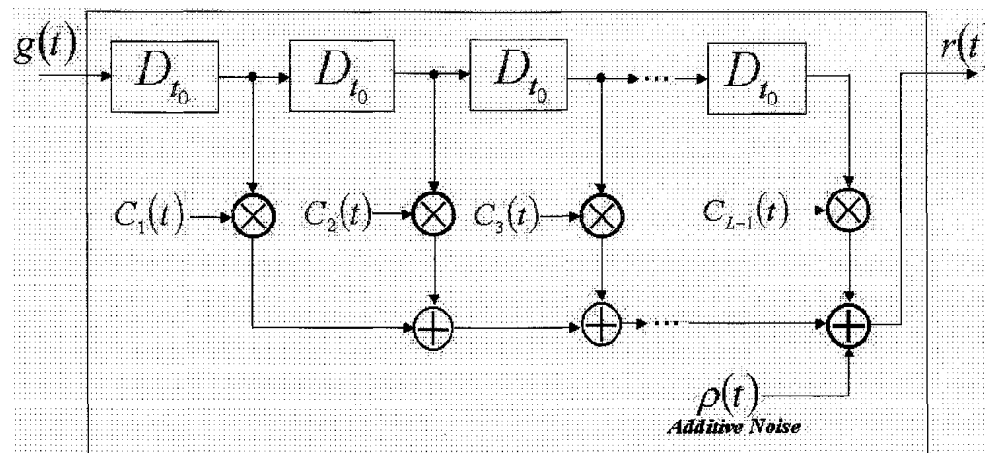 g(t)
r(t
D_{t_0}
D_{t_0}
D_{t_0}
...
D_{t_0}
C_1(t)
C_2(t)
C_3(t)
C_{L-1}(t)
...
ρ(t)
Additive Noise